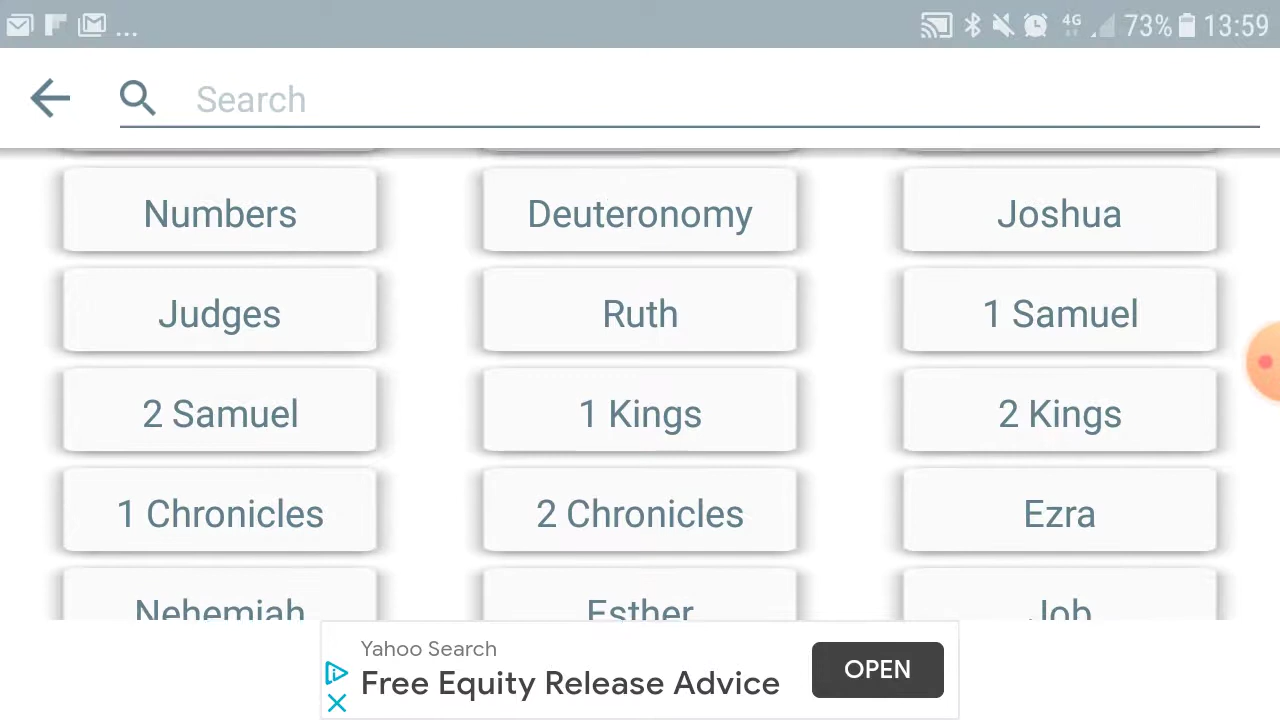 ... 4G 73% 13:59
Search
Numbers Deuteronomy Joshua
Judges Ruth 1 Samuel
2 Samuel 1 Kings 2 Kings
1 Chronicles 2 Chronicles Ezra
Nehemiah Esther Job
Yahoo Search
Free Equity Release Advice OPEN